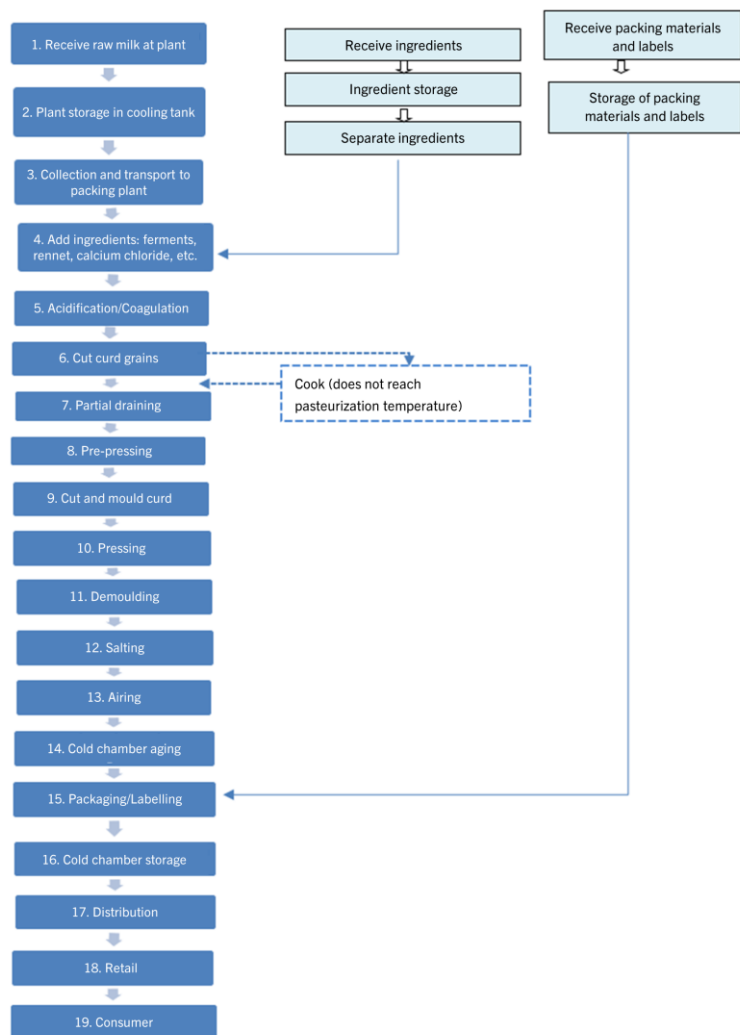 1. Receive raw milk at plant
2. Plant storage in cooling tank
3. Collection and transport to
packing plant
4. Add ingredients: ferments,
rennet, calcium chloride, etc.
5. Acidification/Coagulation
6. Cut curd grains
7. Partial draining
8. Pre-pressing
9. Cut and mould curd
10. Pressing
11. Demoulding
12. Salting
13. Airing
14. Cold chamber aging
15. Packaging/Labelling
16. Cold chamber storage
17. Distribution
18. Retail
19. Consumer
Receive ingredients
Ingredient storage
Separate ingredients
Cook (does not reach
pasteurization temperature)
Receive packing materials
and labels
Storage of packing
materials and labels